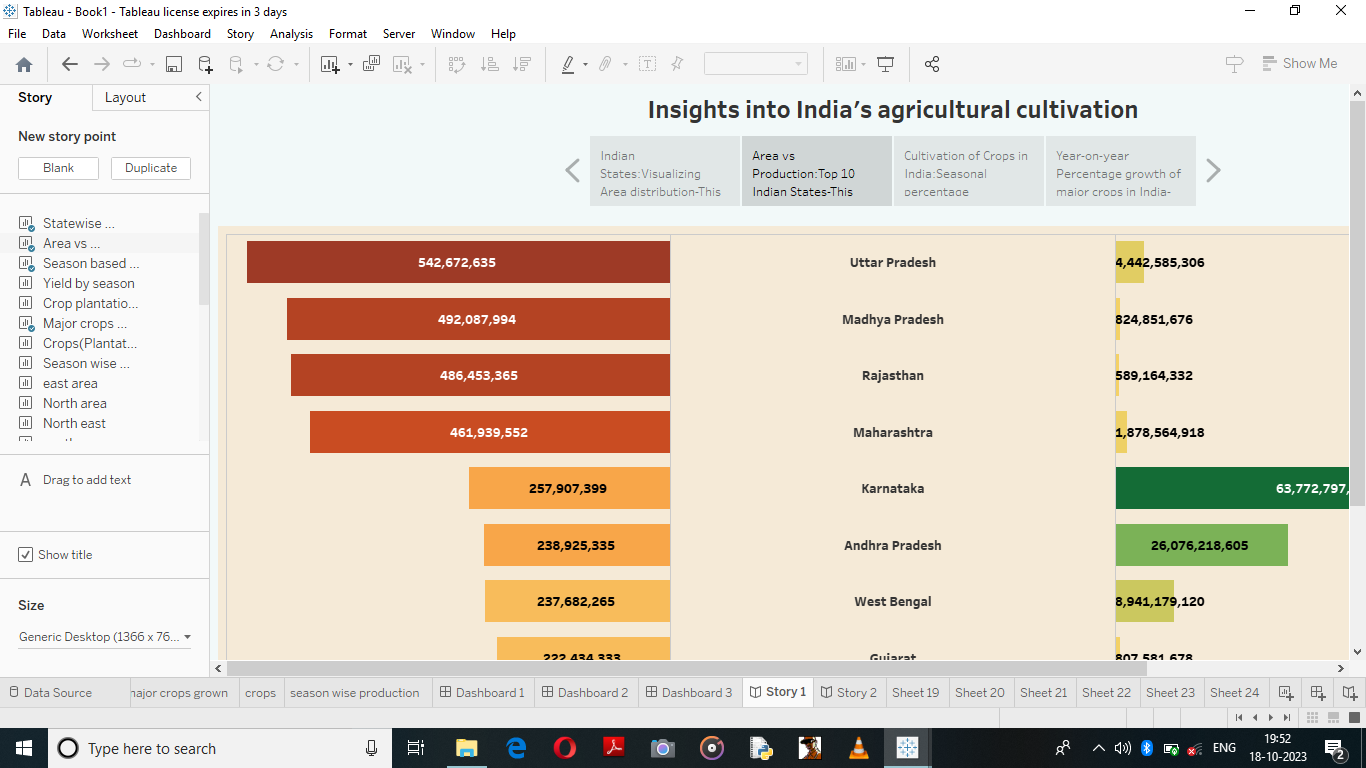 Tableau - Book1 - Tableau license expires in 3 days
File Data Worksheet Dashboard Story Analysis Format Server Window Help
Show Me
Story Layout
New story point
Blank Duplicate
Statewise ...
Area vs ...
Season based ...
Yield by season
Crop plantatio...
Major crops ...
Crops(Plantat...
Season wise ...
east area
North area
North east
A Drag to add text
Show title
Size
Generic Desktop (1366 x 76...
Insights into India's agricultural cultivation
Indian
States:Visualizing
Area distribution-This
Area vs
Production:Top 10
Indian States-This
Cultivation of Crops in
India:Seasonal
percentage
Year-on-year
Percentage growth of
major crops in India-
542,672,635 Uttar Pradesh 4,442,585,306
492,087,994 Madhya Pradesh 824,851,676
486,453,365 Rajasthan 589,164,332
461,939,552 Maharashtra 1,878,564,918
257,907,399 Karnataka 63,772,797,
238,925,335 Andhra Pradesh 26,076,218,605
237,682,265 West Bengal 8,941,179,120
222,434,333 Gujarat 807,581,678
Data Source major crops grown crops season wise production Dashboard 1 Dashboard 2 Dashboard 3 Story 1 Story 2 Sheet 19 Sheet 20 Sheet 21 Sheet 22 Sheet 23 Sheet 24
Type here to search
ENG
19:52
18-10-2023
2